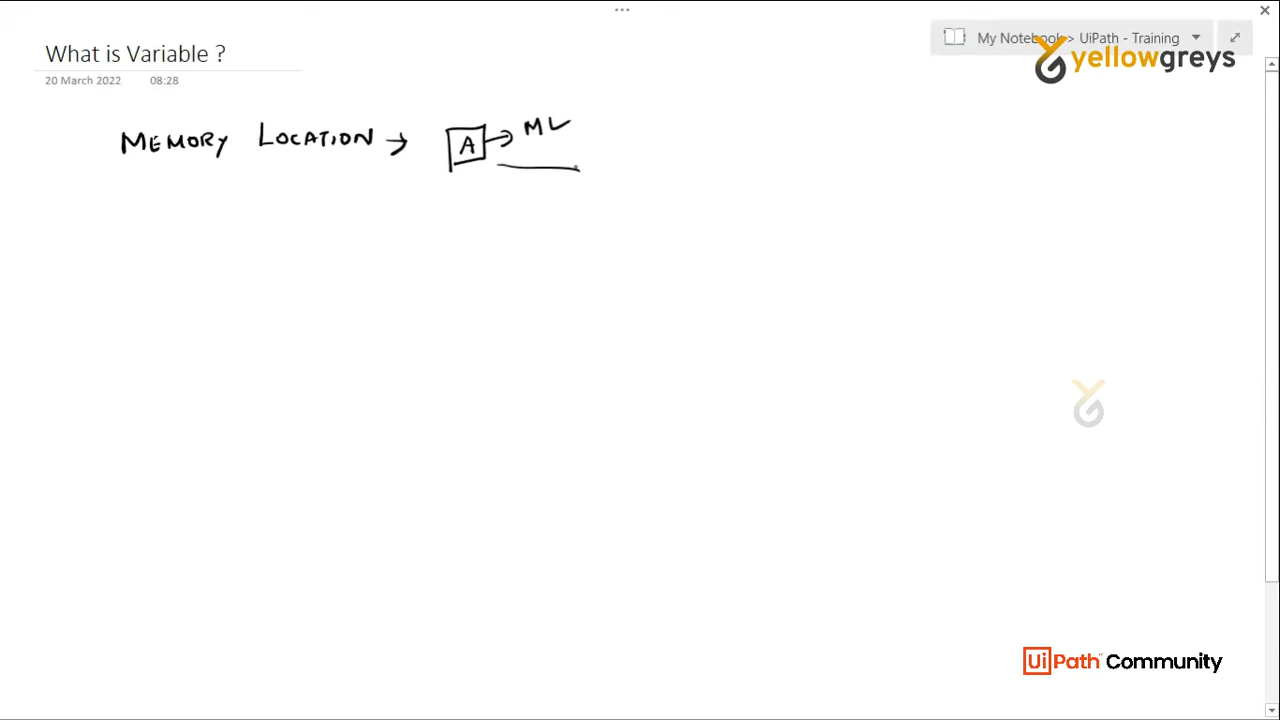 What is Variable ?
My Notebook > UiPath - Training
yellowgreys
20 March 2022 08:28
MEMORY LOCATION → A → ML
UiPath Community